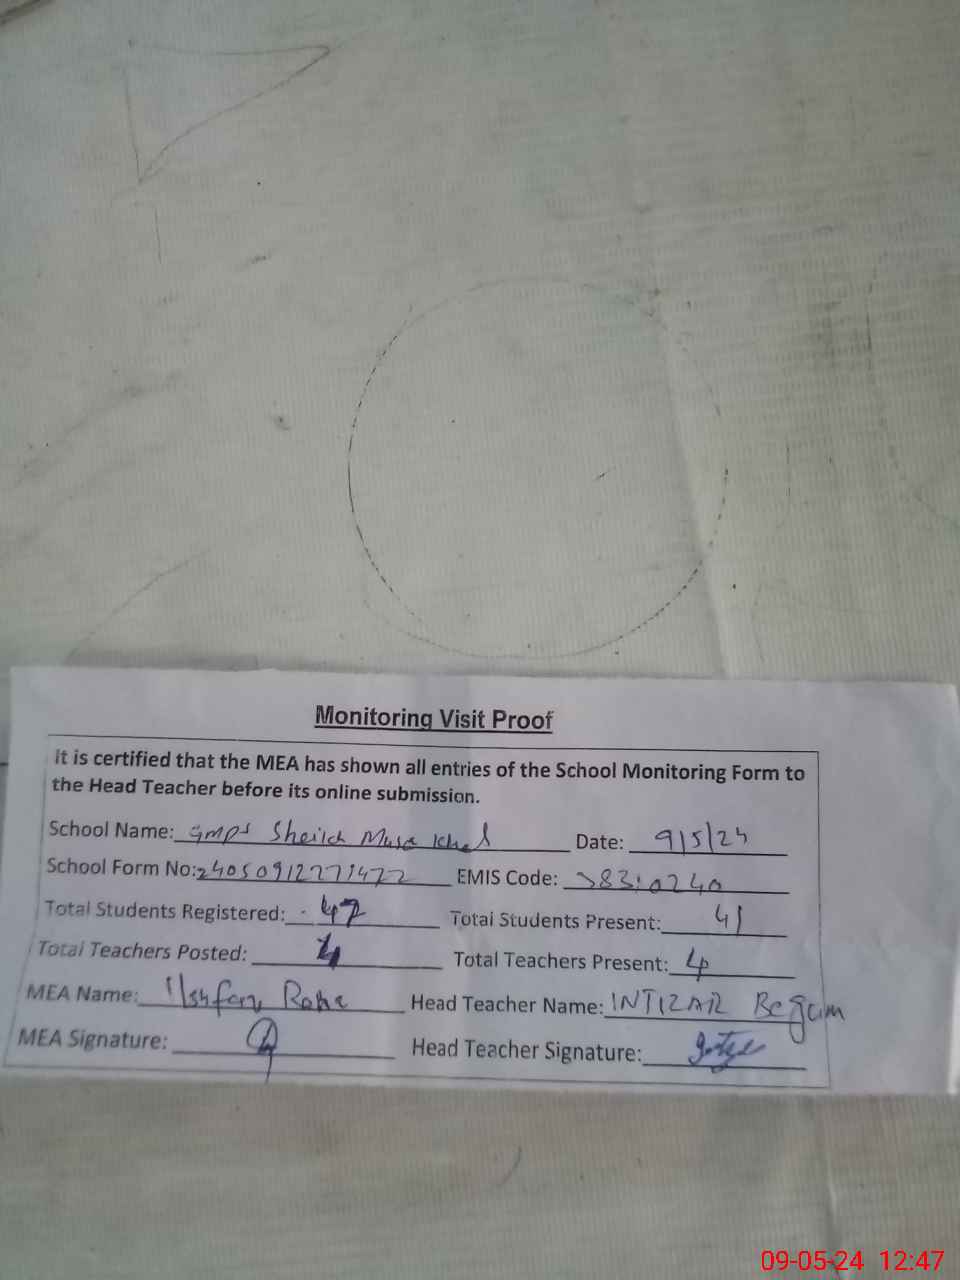 Monitoring Visit Proof
It is certified that the MEA has shown all entries of the School Monitoring Form to
the Head Teacher before its online submission.
School Name: GMPS Sheikh Musa Khel Date: 9/5/24
School Form No: EMIS Code:
Total Students Registered: 47 Total Students Present: 41
Total Teachers Posted: 4 Total Teachers Present: 4
MEA Name: Head Teacher Name: INTIZAR Begum
MEA Signature: Head Teacher Signature:
09-05-24 12:47